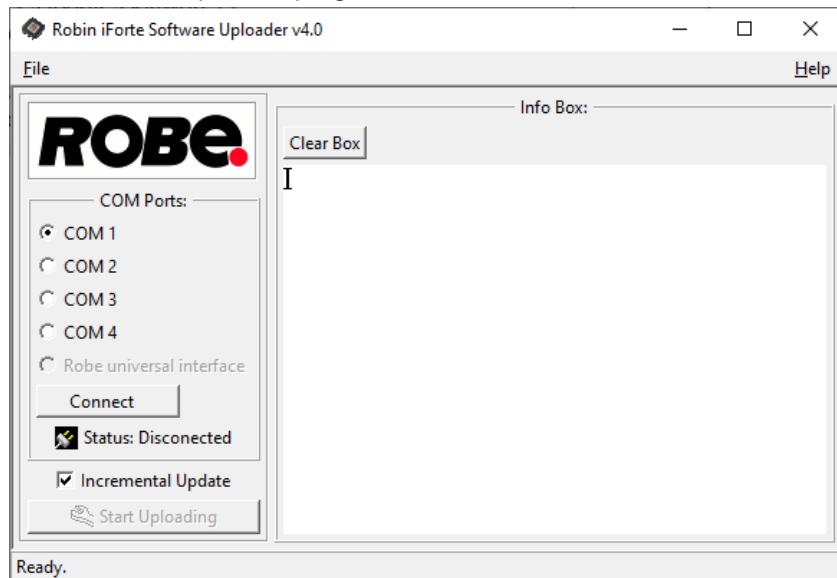 Robin iForte Software Uploader v4.0
File
Help
ROBE.
COM Ports:
COM 1
COM 2
COM 3
COM 4
Robe universal interface
Connect
Status: Disconected
Incremental Update
Start Uploading
Info Box:
Clear Box
Ready.